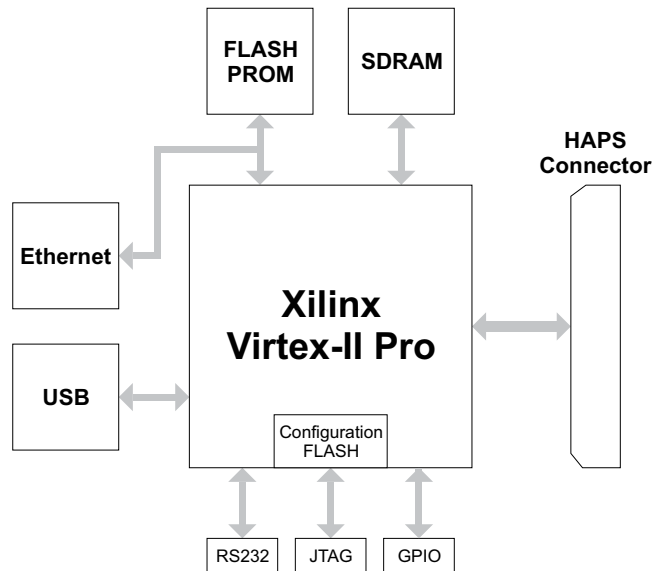 FLASH
PROM
SDRAM
HAPS
Connector
Ethernet
Xilinx
Virtex-II Pro
USB
Configuration
FLASH
RS232
JTAG
GPIO